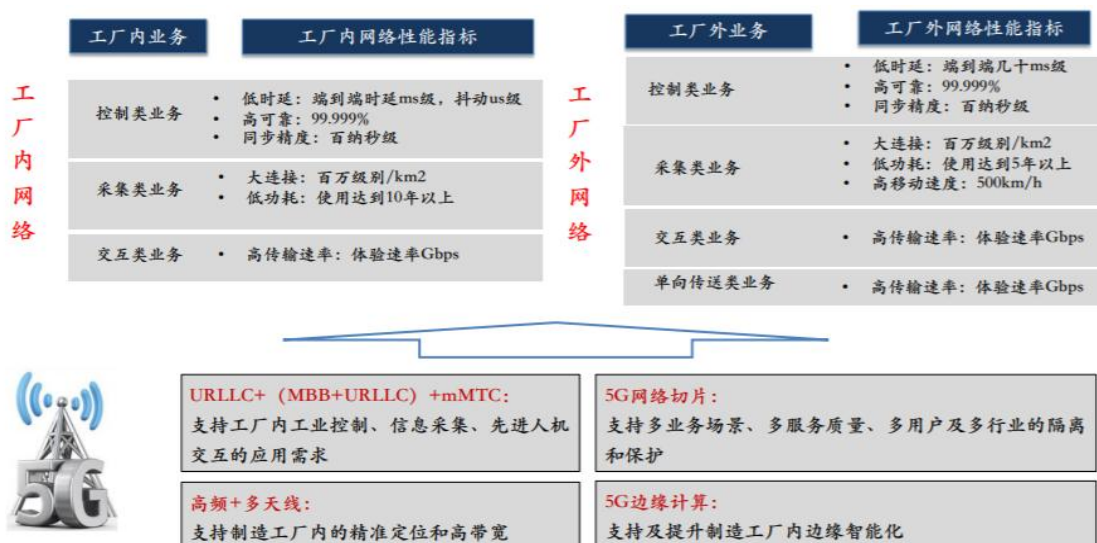 工厂内业务
工厂内网络性能指标
工厂内网络
控制类业务
• 低时延：端到端时延ms级，抖动us级
• 高可靠：99.999%
• 同步精度：百纳秒级
采集类业务
• 大连接：百万级别/km2
• 低功耗：使用达到10年以上
交互类业务
• 高传输速率：体验速率Gbps
工厂外业务
工厂外网络性能指标
工厂外网络
控制类业务
• 低时延：端到端几十ms级
• 高可靠：99.999%
• 同步精度：百纳秒级
采集类业务
• 大连接：百万级别/km2
• 低功耗：使用达到5年以上
• 高移动速度：500km/h
交互类业务
• 高传输速率：体验速率Gbps
单向传送类业务
• 高传输速率：体验速率Gbps
5G
URLLC+（MBB+URLLC）+mMTC：
支持工厂内工业控制、信息采集、先进人机
交互的应用需求
5G网络切片：
支持多业务场景、多服务质量、多用户及多行业的隔离
和保护
高频+多天线：
支持制造工厂内的精准定位和高带宽
5G边缘计算：
支持及提升制造工厂内边缘智能化